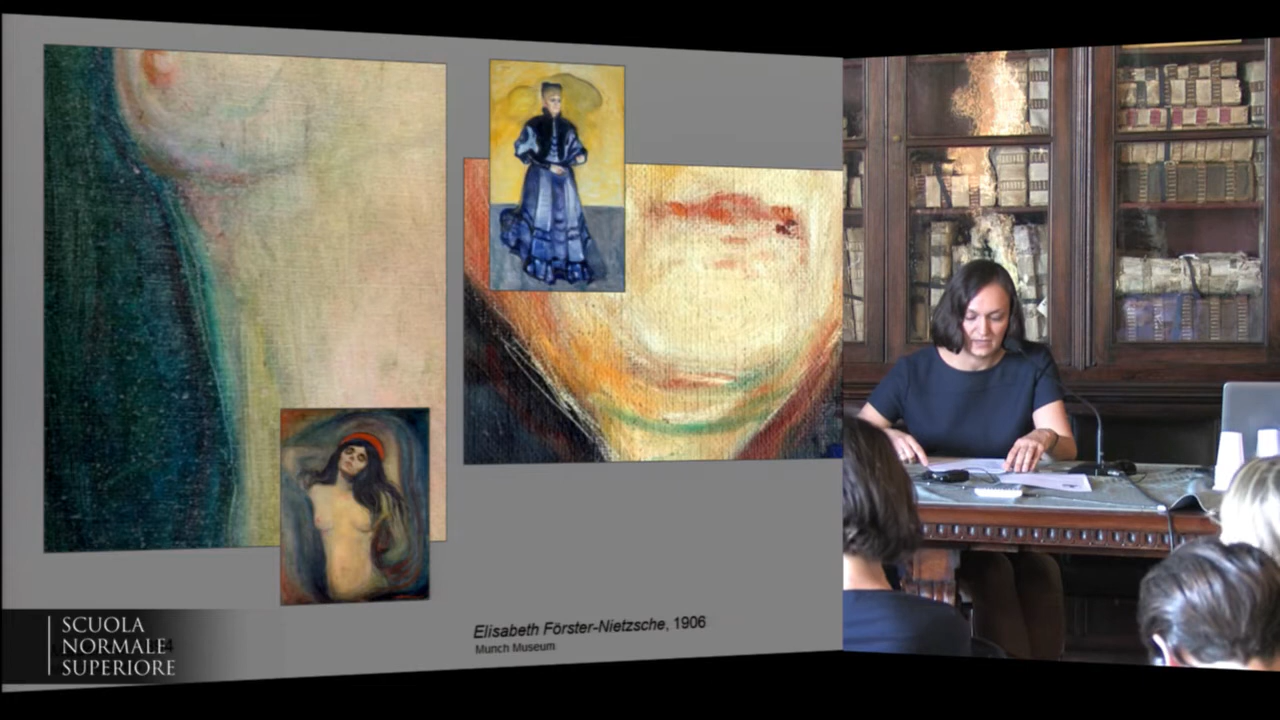 Elisabeth Förster-Nietzsche, 1906
Munch Museum
SCUOLA
NORMALE
SUPERIORE